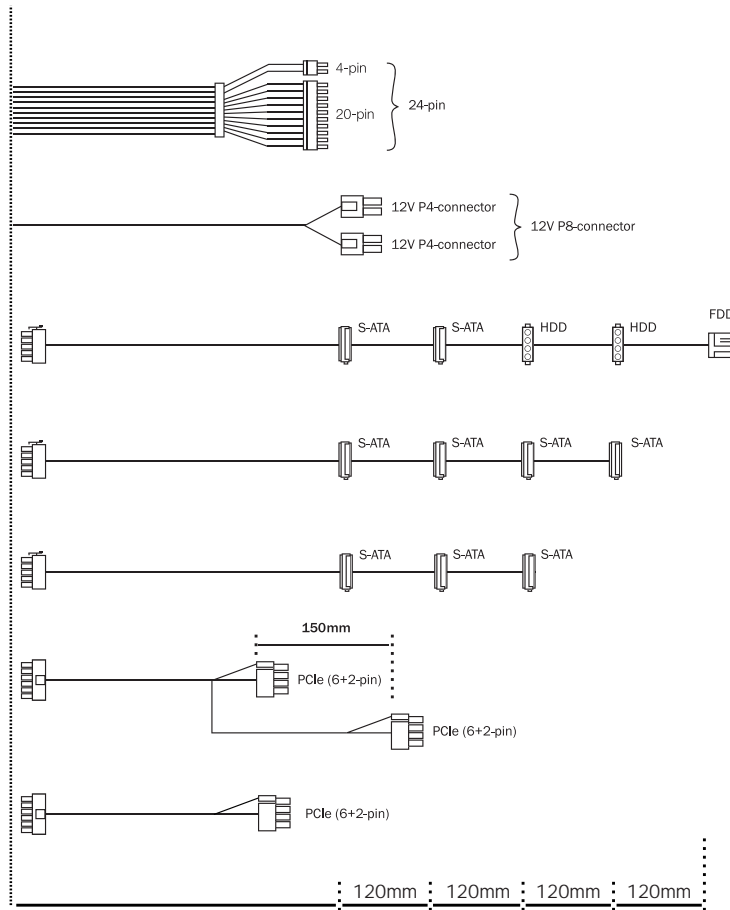 4-pin
20-pin
24-pin
12V P4-connector
12V P8-connector
12V P4-connector
S-ATA S-ATA HDD HDD FDD
S-ATA S-ATA S-ATA S-ATA
S-ATA S-ATA S-ATA
150mm
PCIe (6+2-pin)
PCIe (6+2-pin)
PCIe (6+2-pin)
120mm 120mm 120mm 120mm